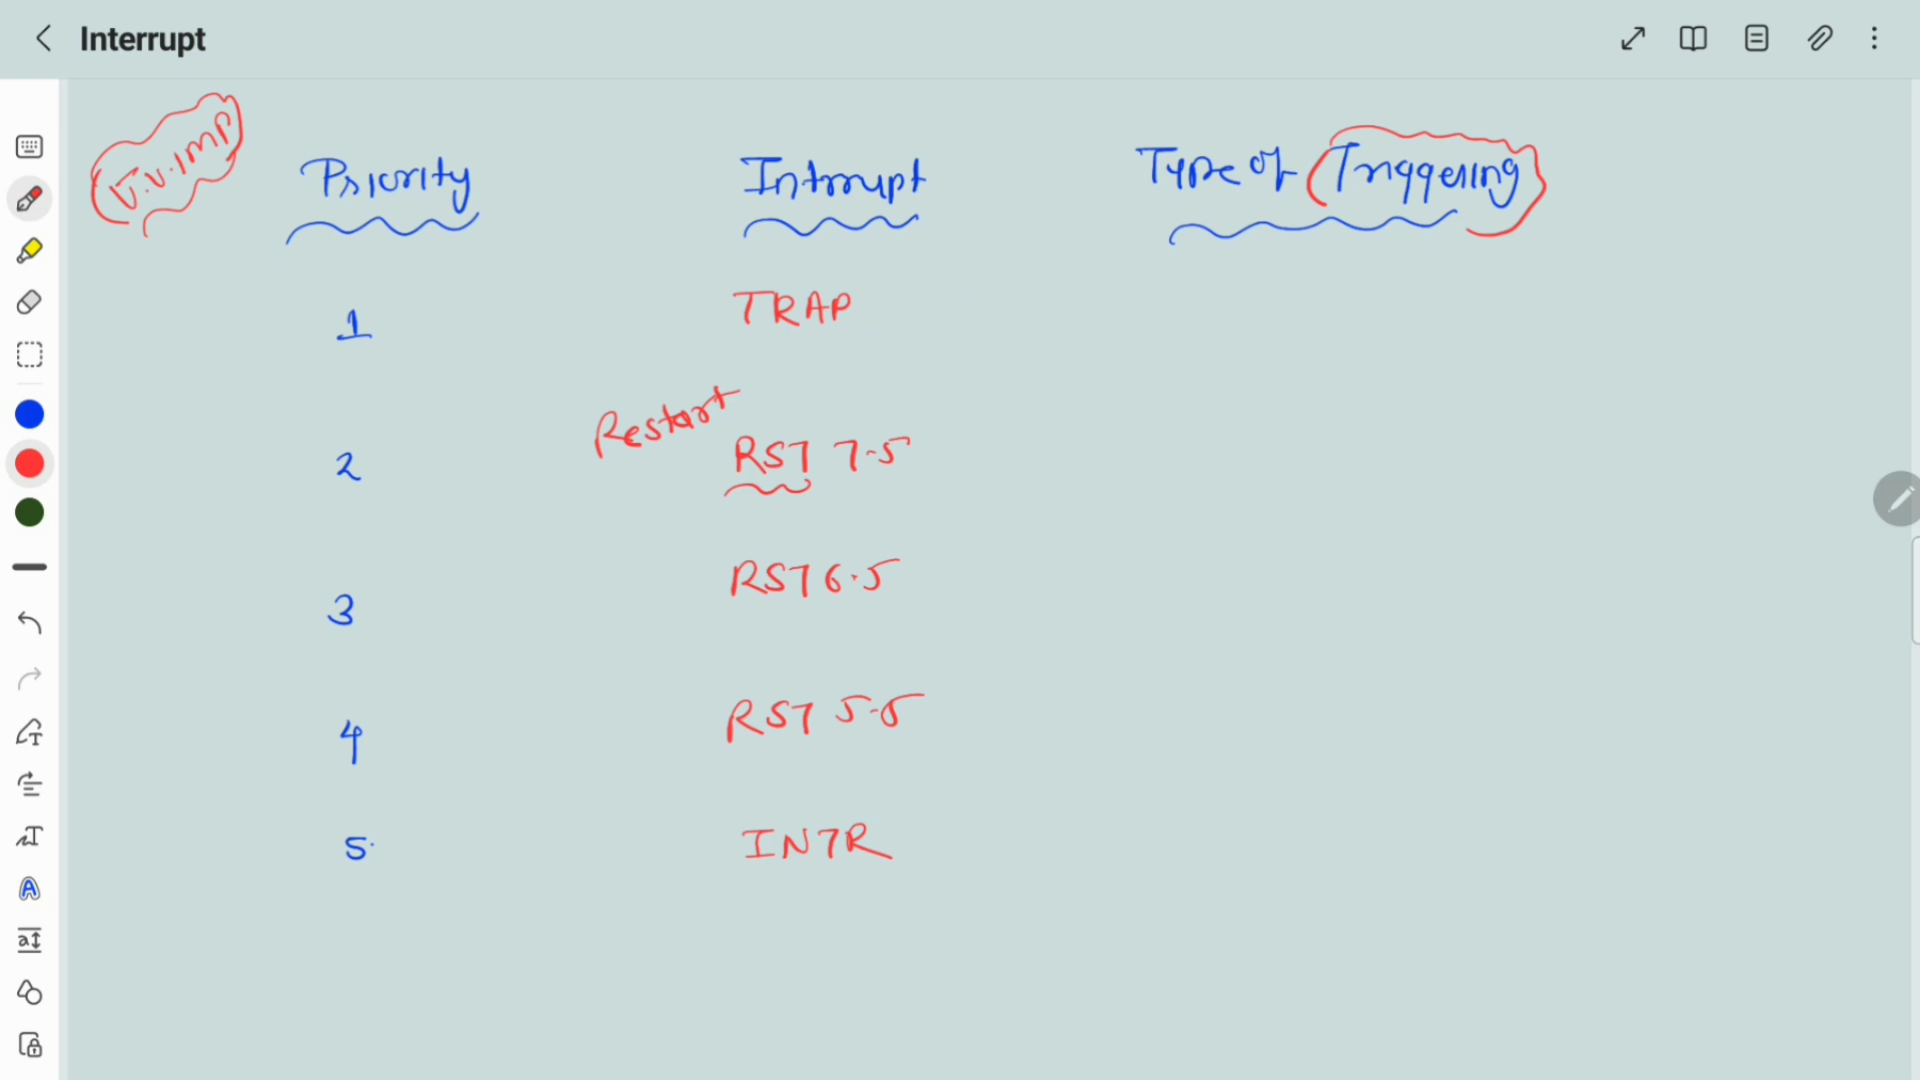 Interrupt
V.V.IMP
Priority Intrrupt Type of Triggering
1 TRAP
Restart
2 RST 7.5
3 RST 6.5
4 RST 5.5
5. INTR